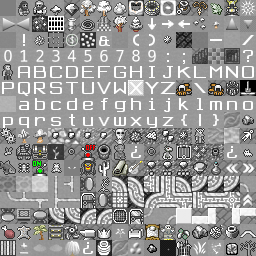 ! $ & ( ) /
0123456789:; ?
ABCDEFGHIJKLMNO
PQRSTUVWXYZ
abcdefghijklmno
pqrstuvwxyz{|}